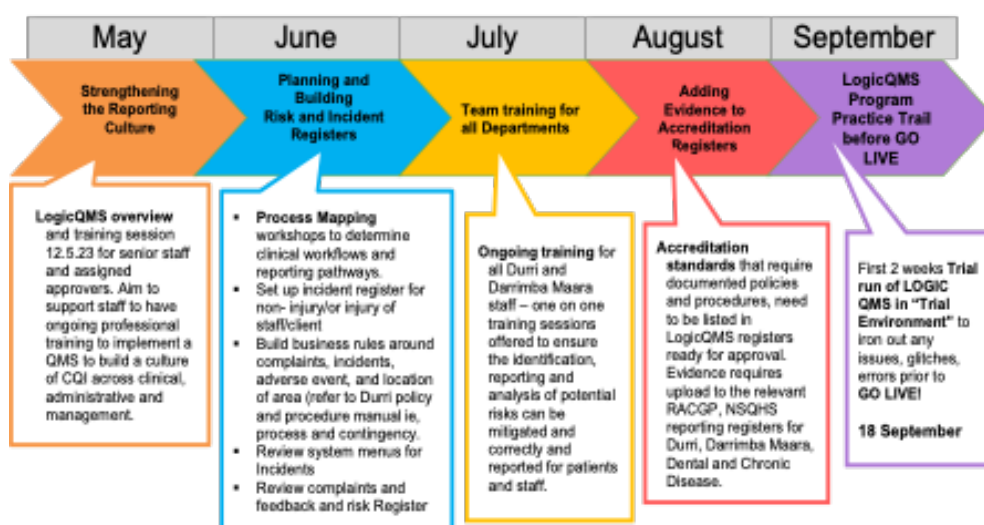 May
June
July
August
September
Strengthening
the Reporting
Culture
Planning and
Building
Risk and Incident
Registers
Team training for
all Departments
Adding
Evidence to
Accreditation
Registers
LogicQMS
Program
Practice Trail
before GO
LIVE
LogicQMS overview
and training session
12.5.23 for senior staff
and assigned
approvers. Aim to
support staff to have
ongoing professional
training to implement a
QMS to build a culture
of CQI across clinical,
administrative and
management.
▪ Process Mapping
workshops to determine
clinical workflows and
reporting pathways.
▪ Set up incident register for
non- injury/or injury of
staff/client
▪ Build business rules around
complaints, incidents,
adverse event, and location
of area (refer to Durri policy
and procedure manual ie,
process and contingency.
▪ Review system menus for
Incidents
▪ Review complaints and
feedback and risk Register
Ongoing training for
all Durri and
Darrimba Maara
staff – one on one
training sessions
offered to ensure
the identification,
reporting and
analysis of potential
risks can be
mitigated and
correctly and
reported for patients
and staff.
Accreditation
standards that require
documented policies
and procedures, need
to be listed in
LogicQMS registers
ready for approval.
Evidence requires
upload to the relevant
RACGP, NSQHS
reporting registers for
Durri, Darrimba Maara,
Dental and Chronic
Disease.
First 2 weeks Trial
run of LOGIC
QMS in "Trial
Environment" to
iron out any
issues, glitches,
errors prior to
GO LIVE!
18 September